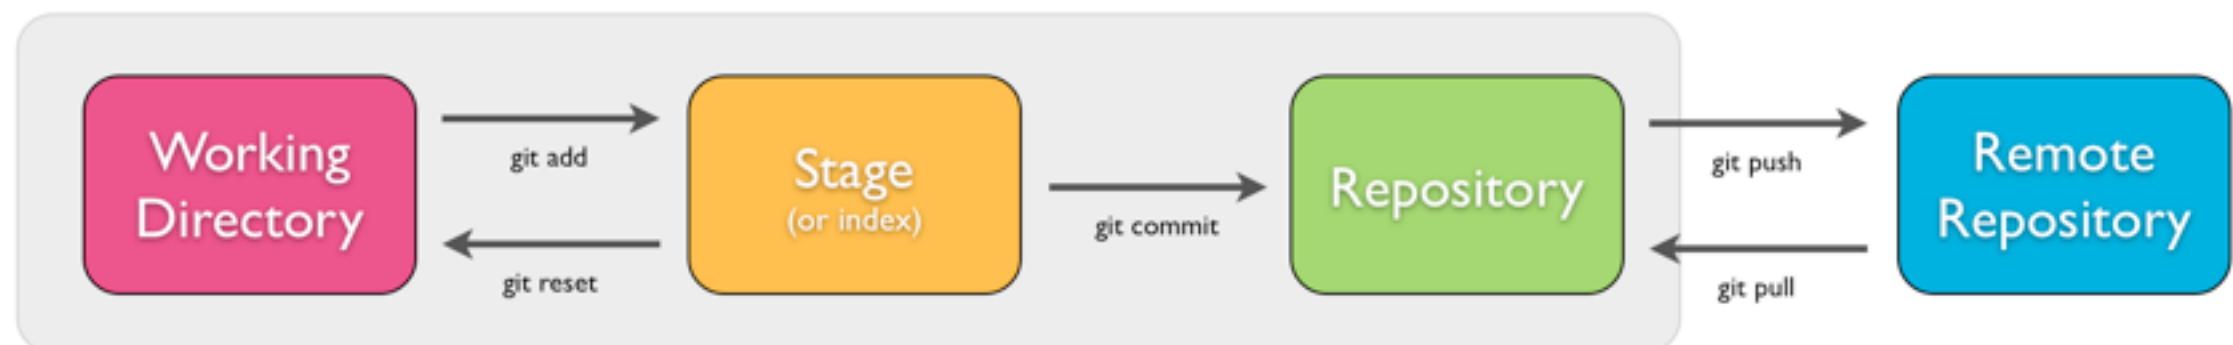 Working
Directory
git add
git reset
Stage
(or index)
git commit
Repository
git push
git pull
Remote
Repository